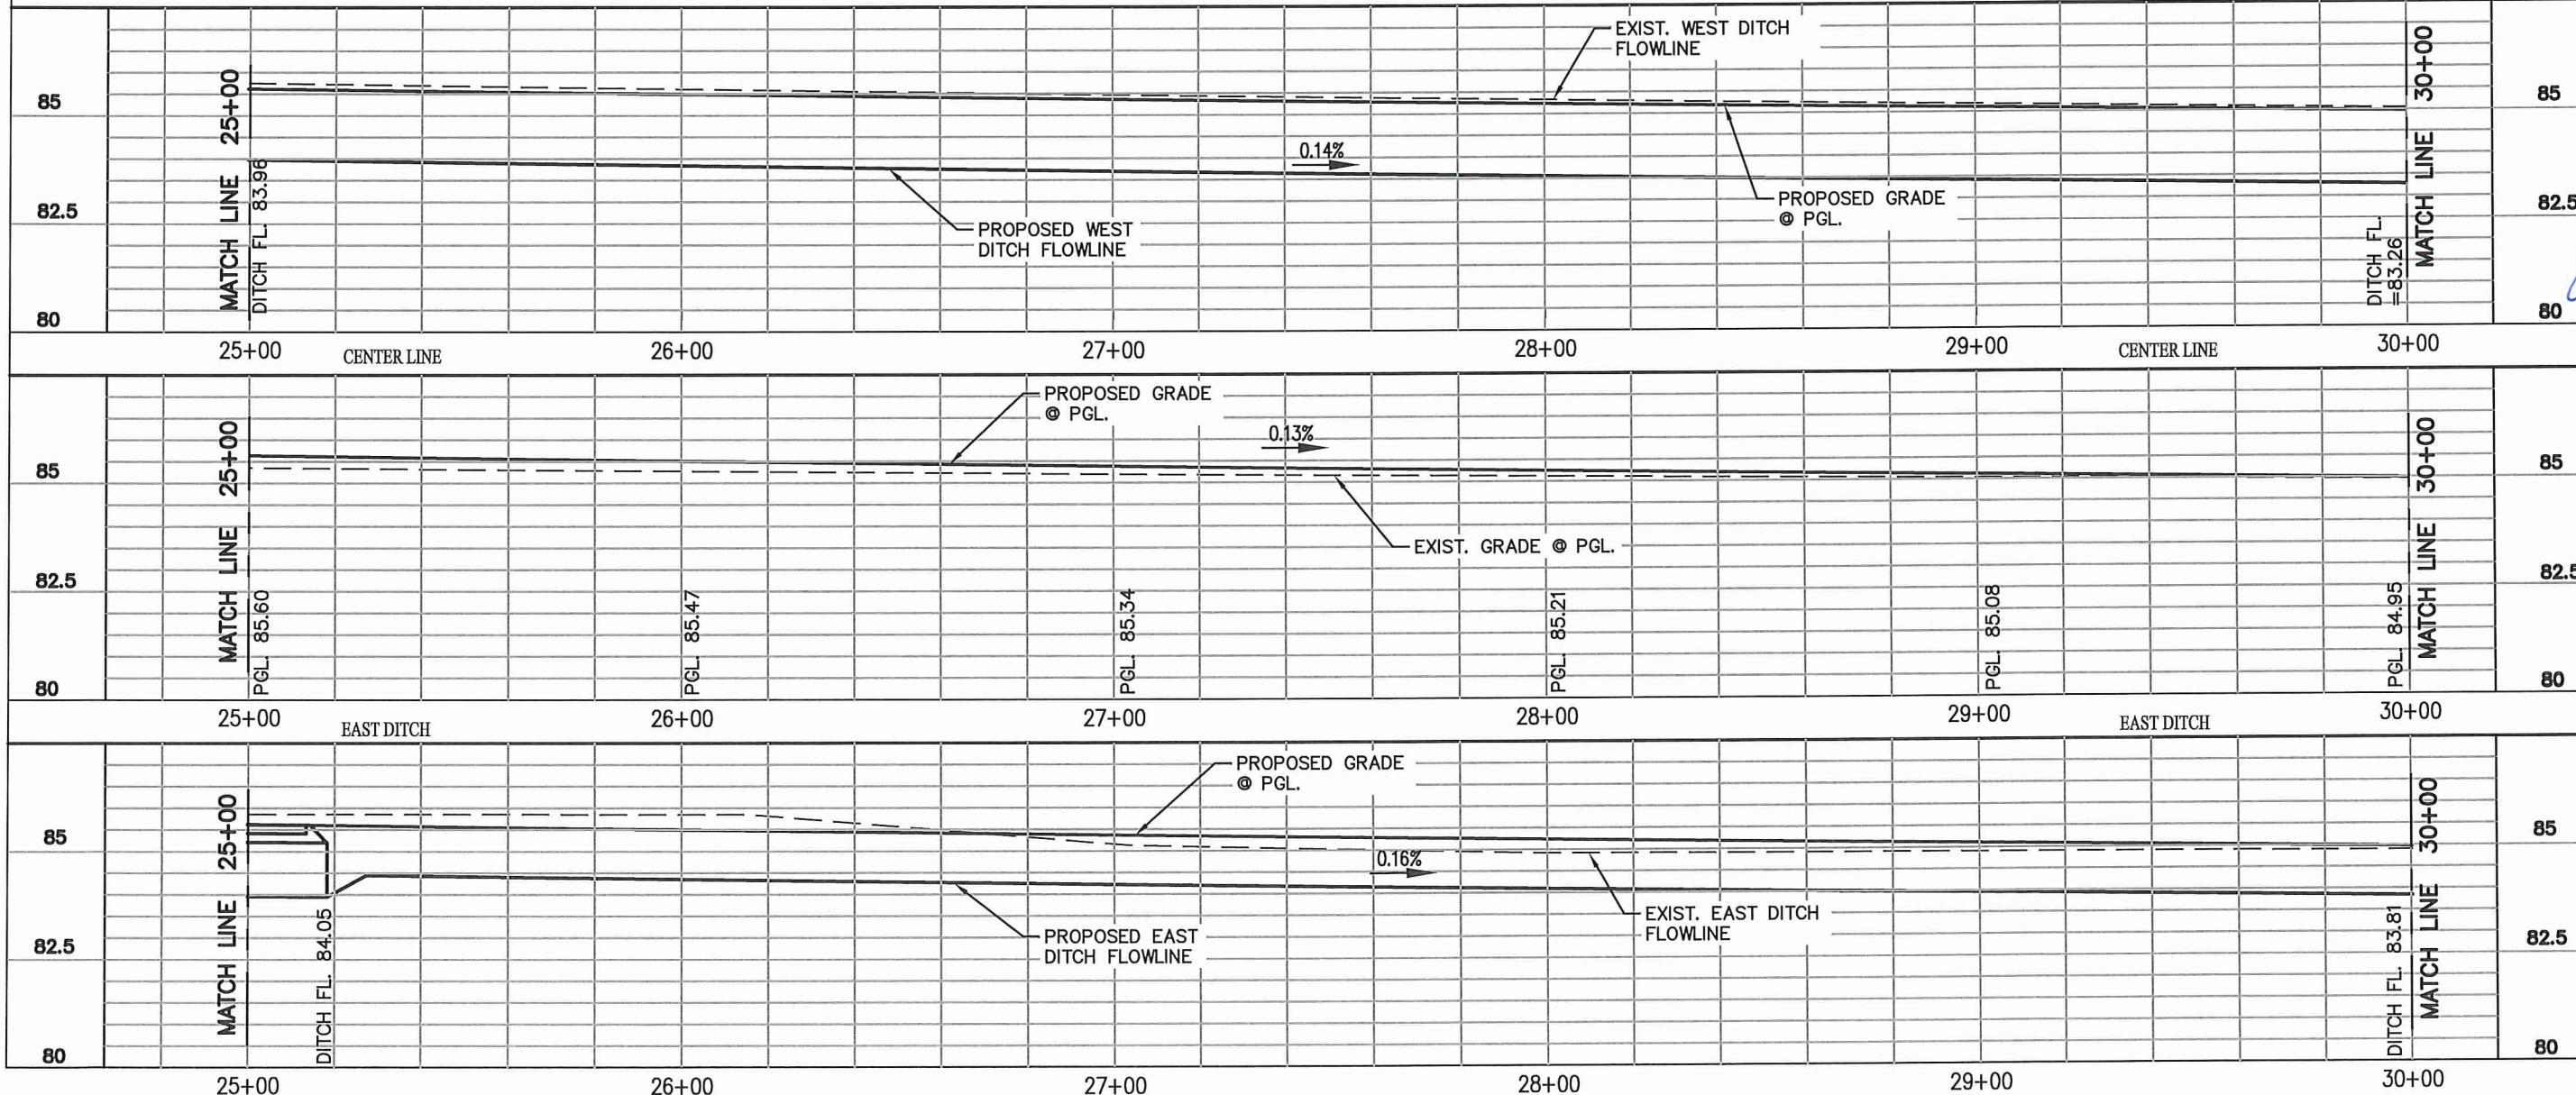 EXIST. WEST DITCH
FLOWLINE
85
85
MATCH LINE 25+00
MATCH LINE 30+00
DITCH FL. 83.96
0.14%
PROPOSED GRADE
@ PGL.
PROPOSED WEST
DITCH FLOWLINE
82.5
82.5
DITCH FL.
=83.26
80
80
25+00
26+00
27+00
28+00
29+00
30+00
CENTER LINE
CENTER LINE
PROPOSED GRADE
@ PGL.
0.13%
MATCH LINE 25+00
MATCH LINE 30+00
85
85
EXIST. GRADE @ PGL.
82.5
82.5
PGL. 85.60
PGL. 85.47
PGL. 85.34
PGL. 85.21
PGL. 85.08
PGL. 84.95
80
80
25+00
26+00
27+00
28+00
29+00
30+00
EAST DITCH
EAST DITCH
PROPOSED GRADE
@ PGL.
MATCH LINE 25+00
MATCH LINE 30+00
85
85
0.16%
EXIST. EAST DITCH
FLOWLINE
PROPOSED EAST
DITCH FLOWLINE
82.5
82.5
DITCH FL. 84.05
DITCH FL. 83.81
80
80
25+00
26+00
27+00
28+00
29+00
30+00